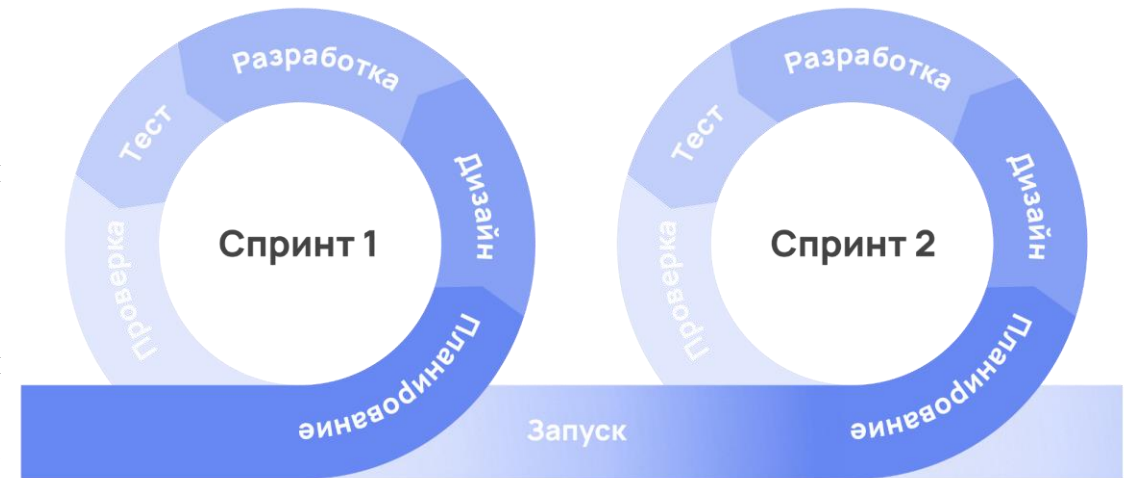 Разработка
Тест
Дизайн
Спринт 1
Проверка
Планирование
Разработка
Тест
Дизайн
Спринт 2
Проверка
Планирование
Запуск